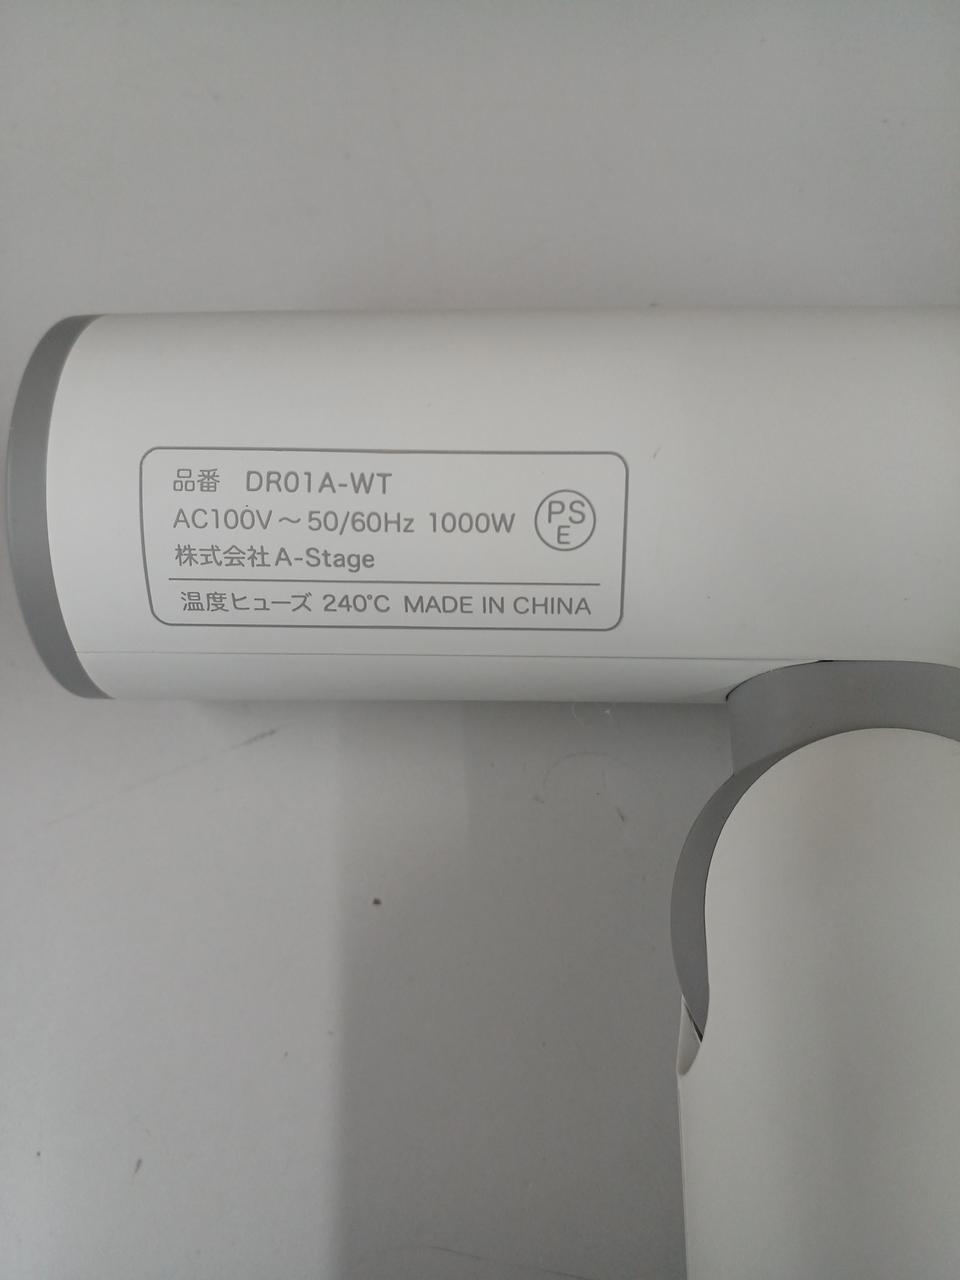 品番 DR01A-WT
AC100V～50/60Hz 1000W
PS
E
株式会社A-Stage
温度ヒューズ 240℃ MADE IN CHINA